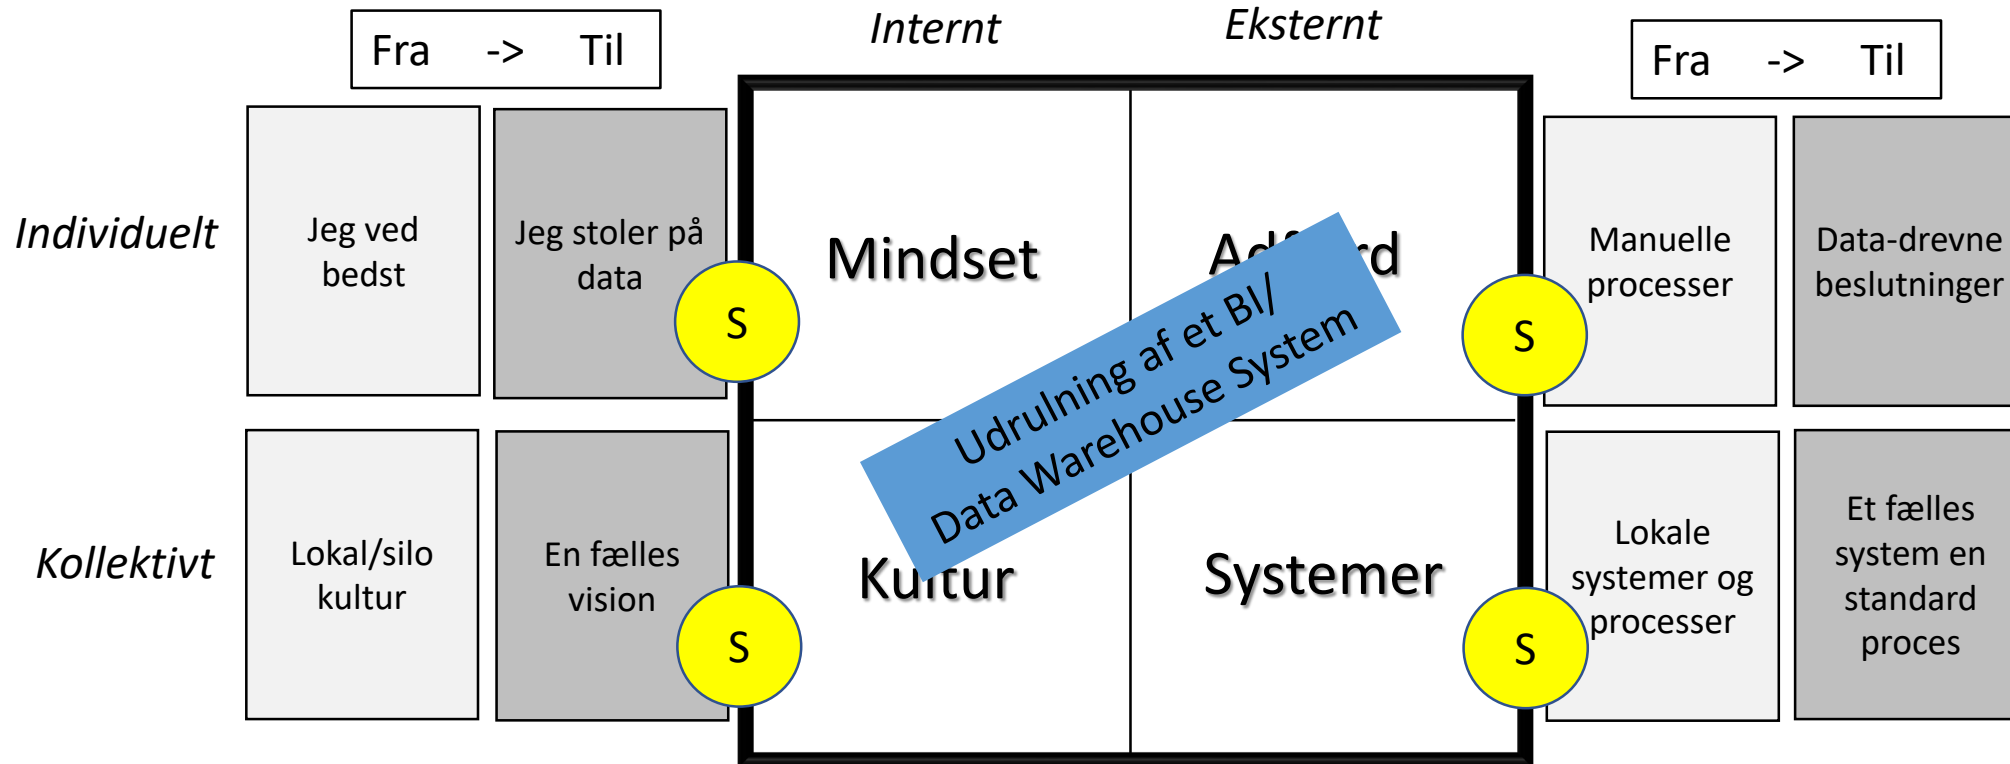 Internt
Eksternt
Fra -> Til
Fra -> Til
Individuelt
Jeg ved
bedst
Jeg stoler på
data
S
Mindset
S
Manuelle
processer
Data-drevne
beslutninger
Udrulning af et BI/
Data Warehouse System
Kollektivt
Lokal/silo
kultur
En fælles
vision
S
Kultur
Systemer
S
Lokale
systemer og
processer
Et fælles
system en
standard
proces